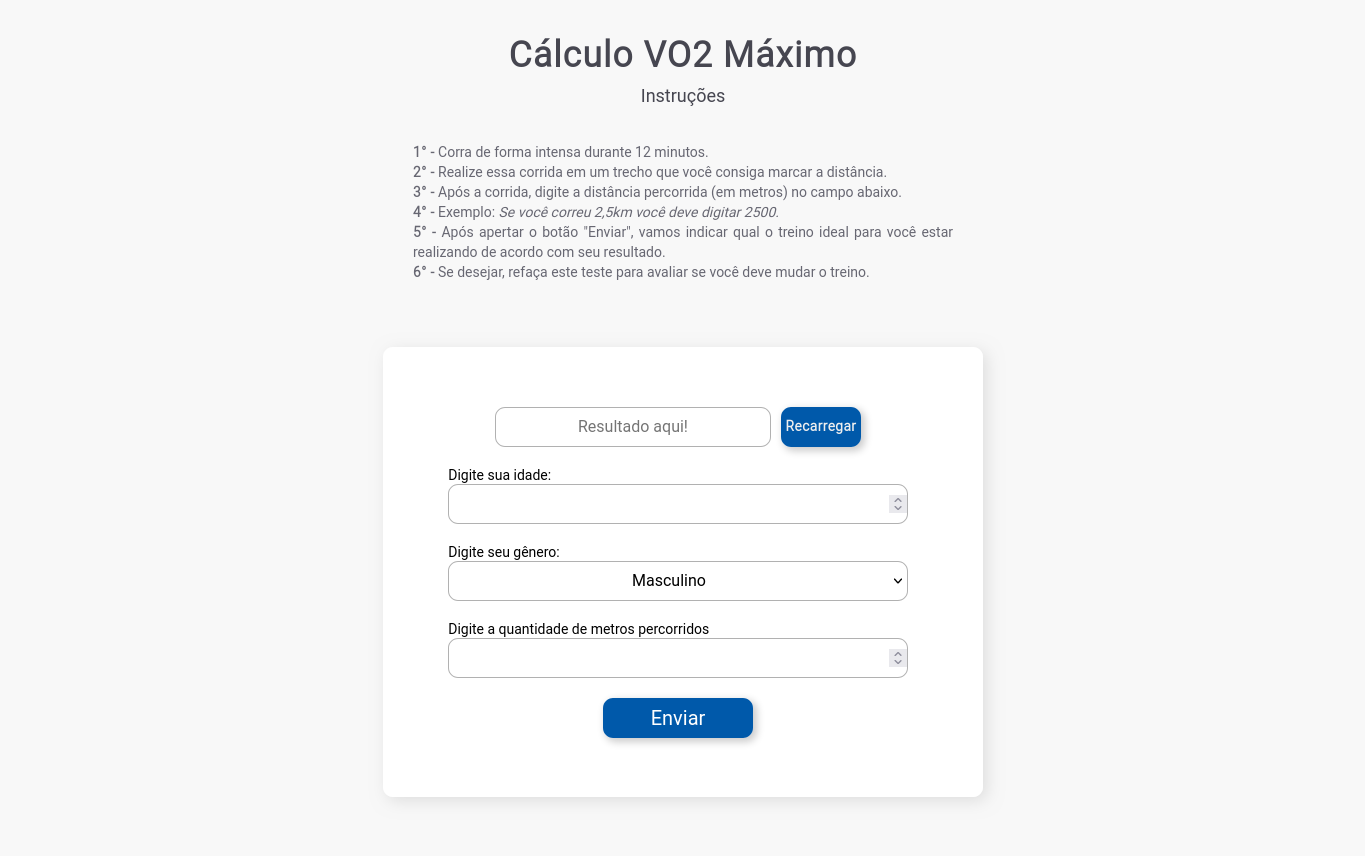 Cálculo VO2 Máximo
Instruções
1° - Corra de forma intensa durante 12 minutos.
2° - Realize essa corrida em um trecho que você consiga marcar a distância.
3° - Após a corrida, digite a distância percorrida (em metros) no campo abaixo.
4° - Exemplo: Se você correu 2,5km você deve digitar 2500.
5° - Após apertar o botão "Enviar", vamos indicar qual o treino ideal para você estar
realizando de acordo com seu resultado.
6° - Se desejar, refaça este teste para avaliar se você deve mudar o treino.
Resultado aqui!
Recarregar
Digite sua idade:
Digite seu gênero:
Masculino
Digite a quantidade de metros percorridos
Enviar